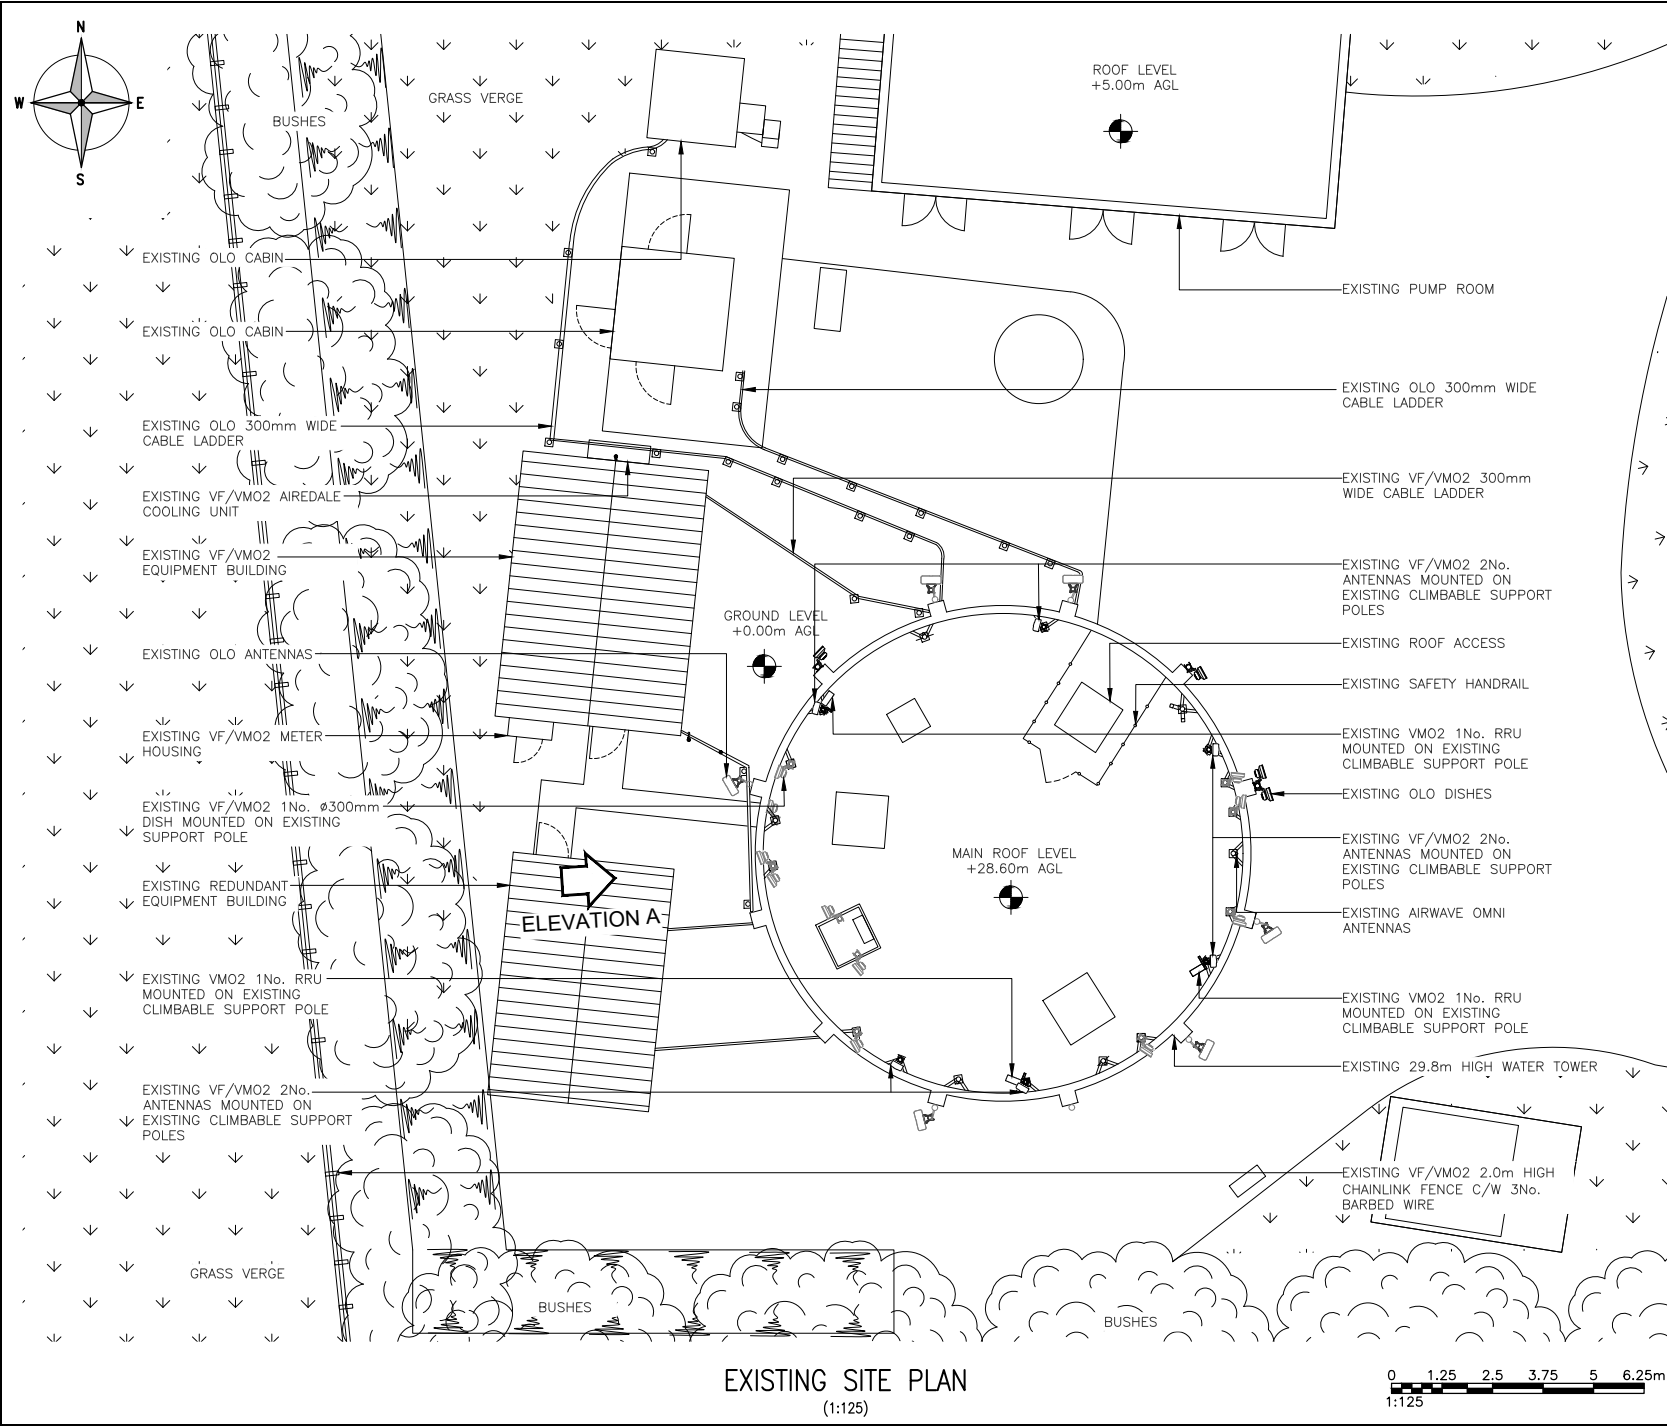 N
W
E
S
ROOF LEVEL
+5.00m AGL
GRASS VERGE
BUSHES
EXISTING OLO CABIN
EXISTING OLO CABIN
EXISTING OLO 300mm WIDE
CABLE LADDER
EXISTING VF/VMO2 AIREDALE
COOLING UNIT
EXISTING VF/VMO2
EQUIPMENT BUILDING
EXISTING OLO ANTENNAS
EXISTING VF/VMO2 METER
HOUSING
EXISTING VF/VMO2 1No. ø300mm
DISH MOUNTED ON EXISTING
SUPPORT POLE
EXISTING REDUNDANT
EQUIPMENT BUILDING
EXISTING VMO2 1No. RRU
MOUNTED ON EXISTING
CLIMBABLE SUPPORT POLE
EXISTING VF/VMO2 2No.
ANTENNAS MOUNTED ON
EXISTING CLIMBABLE SUPPORT
POLES
GROUND LEVEL
+0.00m AGL
MAIN ROOF LEVEL
+28.60m AGL
ELEVATION A
EXISTING PUMP ROOM
EXISTING OLO 300mm WIDE
CABLE LADDER
EXISTING VF/VMO2 300mm
WIDE CABLE LADDER
EXISTING VF/VMO2 2No.
ANTENNAS MOUNTED ON
EXISTING CLIMBABLE SUPPORT
POLES
EXISTING ROOF ACCESS
EXISTING SAFETY HANDRAIL
EXISTING VMO2 1No. RRU
MOUNTED ON EXISTING
CLIMBABLE SUPPORT POLE
EXISTING OLO DISHES
EXISTING VF/VMO2 2No.
ANTENNAS MOUNTED ON
EXISTING CLIMBABLE SUPPORT
POLES
EXISTING AIRWAVE OMNI
ANTENNAS
EXISTING VMO2 1No. RRU
MOUNTED ON EXISTING
CLIMBABLE SUPPORT POLE
EXISTING 29.8m HIGH WATER TOWER
EXISTING VF/VMO2 2.0m HIGH
CHAINLINK FENCE C/W 3No.
BARBED WIRE
GRASS VERGE
BUSHES
BUSHES
EXISTING SITE PLAN
(1:125)
0 1.25 2.5 3.75 5 6.25m
1:125